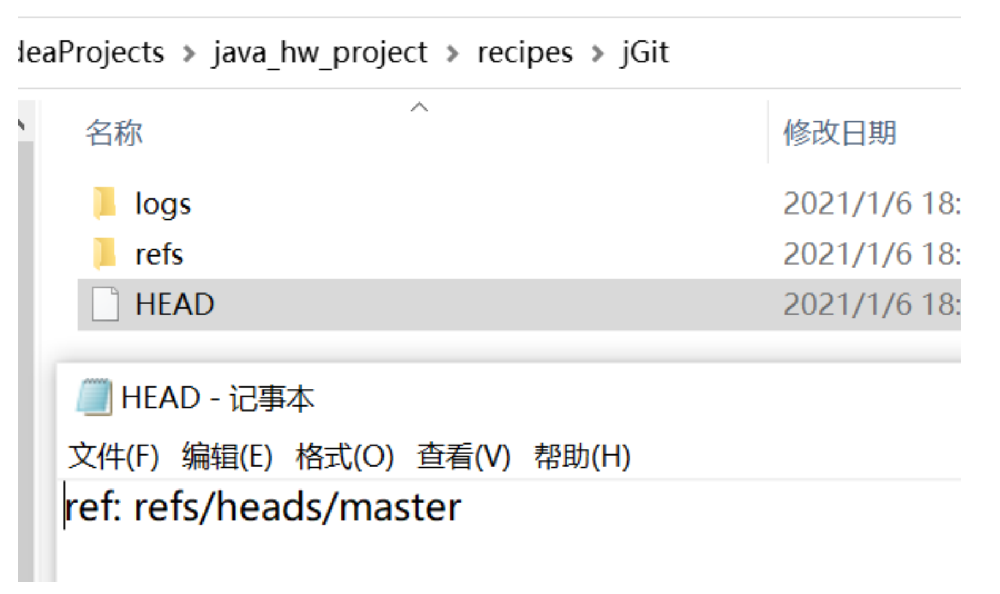 deaProjects > java_hw_project > recipes > jGit
名称 修改日期
logs 2021/1/6 18:
refs 2021/1/6 18:
HEAD 2021/1/6 18:
HEAD - 记事本
文件(F) 编辑(E) 格式(O) 查看(V) 帮助(H)
ref: refs/heads/master